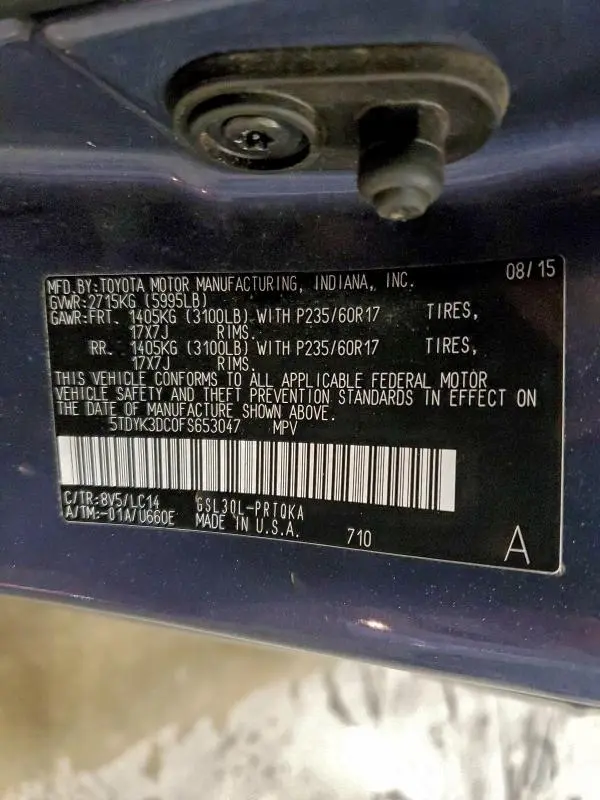 MFD.BY:TOYOTA MOTOR MANUFACTURING, INDIANA, INC. 08/15
GVWR:2715KG (5995LB)
GAWR:FRT. 1405KG (3100LB) WITH P235/60R17 TIRES,
17X7J RIMS.
RR. 1405KG (3100LB) WITH P235/60R17 TIRES,
17X7J RIMS.
THIS VEHICLE CONFORMS TO ALL APPLICABLE FEDERAL MOTOR
VEHICLE SAFETY AND THEFT PREVENTION STANDARDS IN EFFECT ON
THE DATE OF MANUFACTURE SHOWN ABOVE.
5TDYK3DC0FS653047 MPV
C/TR:8V5/LC14 GSL30L-PRTQKA
A/TM:-01A/U660E MADE IN U.S.A. 710
A